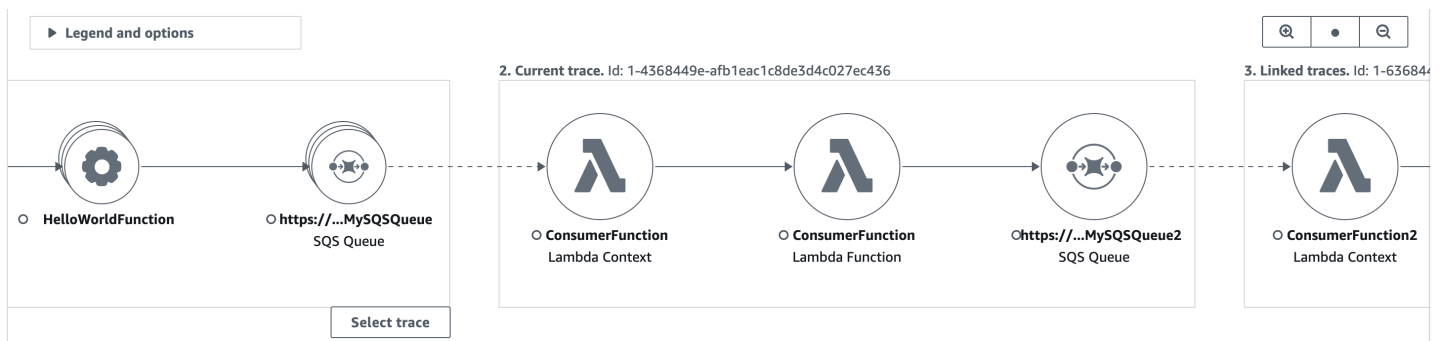 Legend and options
2. Current trace. Id: 1-4368449e-afb1eac1c8de3d4c027ec436
3. Linked traces. Id: 1-63684
HelloWorldFunction
https://...MySQSQueue
SQS Queue
ConsumerFunction
Lambda Context
ConsumerFunction
Lambda Function
https://...MySQSQueue2
SQS Queue
ConsumerFunction2
Lambda Context
Select trace